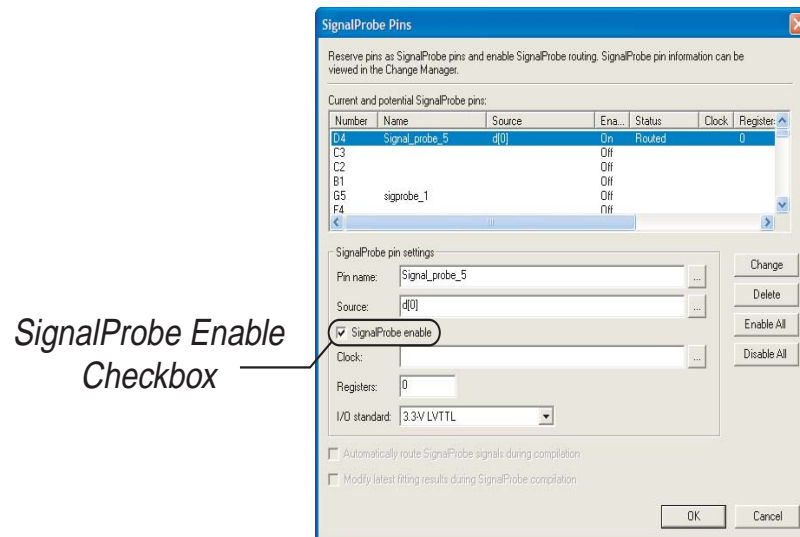 SignalProbe Pins
Reserve pins as SignalProbe pins and enable SignalProbe routing. SignalProbe pin information can be
viewed in the Change Manager.
Current and potential SignalProbe pins:
Number Name Source Ena... Status Clock Register:
D4 Signal_probe_5 d[0] On Routed 0
C3 Off
C2 Off
B1 Off
G5 sigprobe_1 Off
F4 Off
SignalProbe pin settings
Pin name: Signal_probe_5 ...
Source: d[0] ...
SignalProbe enable
Clock: ...
Registers: 0
I/O standard: 3.3-V LVTTL
Change
Delete
Enable All
Disable All
SignalProbe Enable
Checkbox
Automatically route SignalProbe signals during compilation
Modify latest fitting results during SignalProbe compilation
OK Cancel